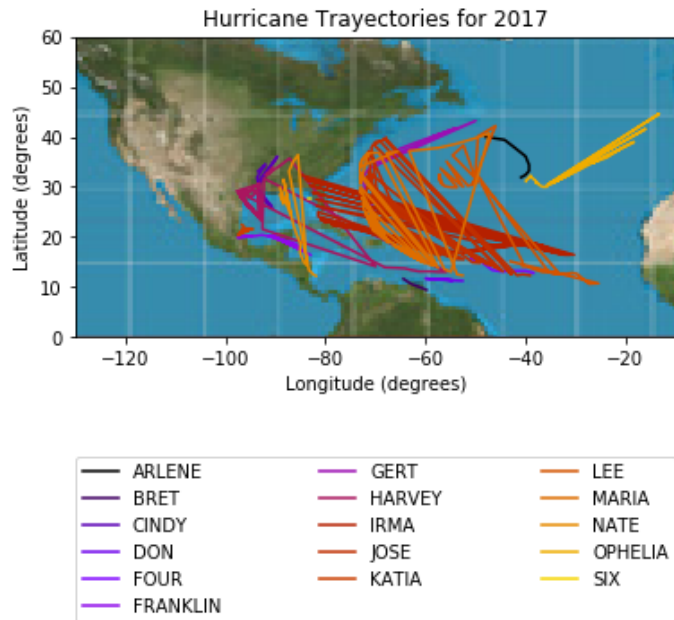 Hurricane Trayectories for 2017
60
50
40
30
20
10
0
Latitude (degrees)
−120 −100 −80 −60 −40 −20
Longitude (degrees)
ARLENE GERT LEE
BRET HARVEY MARIA
CINDY IRMA NATE
DON JOSE OPHELIA
FOUR KATIA SIX
FRANKLIN